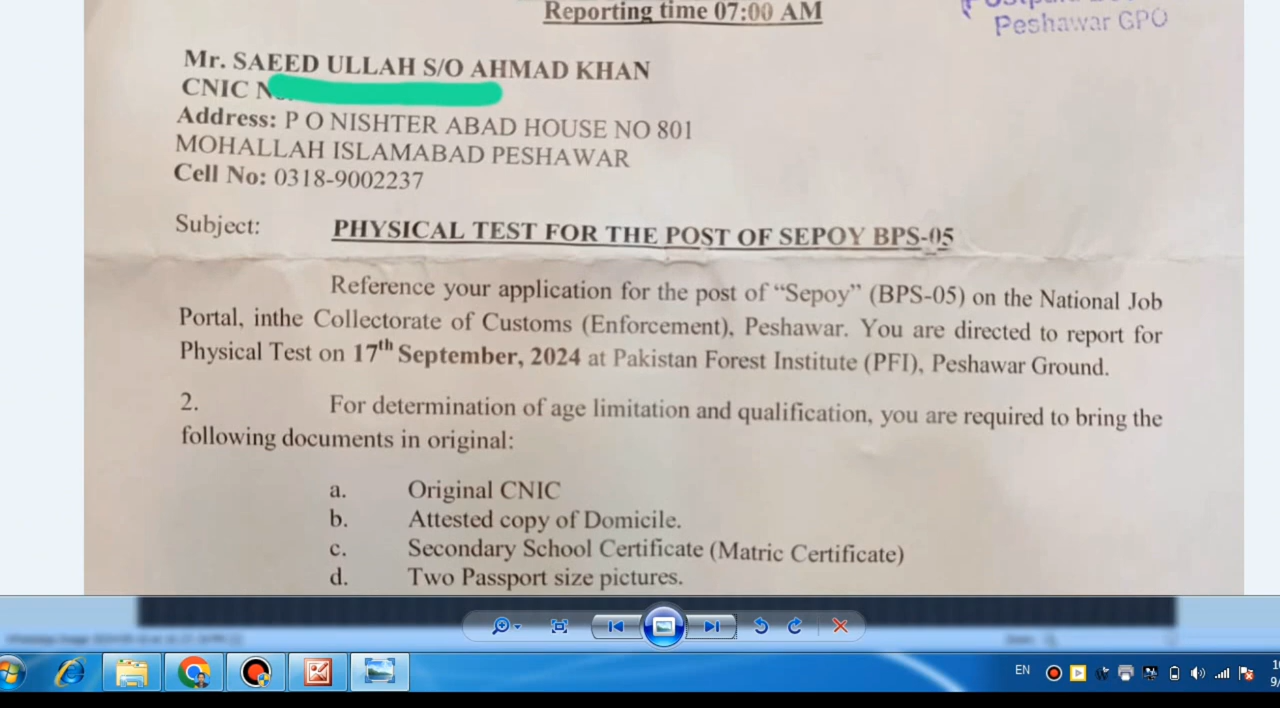 Reporting time 07:00 AM
Peshawar GPO
Mr. SAEED ULLAH S/O AHMAD KHAN
CNIC
Address: P O NISHTER ABAD HOUSE NO 801
MOHALLAH ISLAMABAD PESHAWAR
Cell No: 0318-9002237
Subject: PHYSICAL TEST FOR THE POST OF SEPOY BPS-05
Reference your application for the post of “Sepoy” (BPS-05) on the National Job
Portal, inthe Collectorate of Customs (Enforcement), Peshawar. You are directed to report for
Physical Test on 17th September, 2024 at Pakistan Forest Institute (PFI), Peshawar Ground.
2. For determination of age limitation and qualification, you are required to bring the
following documents in original:
a. Original CNIC
b. Attested copy of Domicile.
c. Secondary School Certificate (Matric Certificate)
d. Two Passport size pictures.
EN